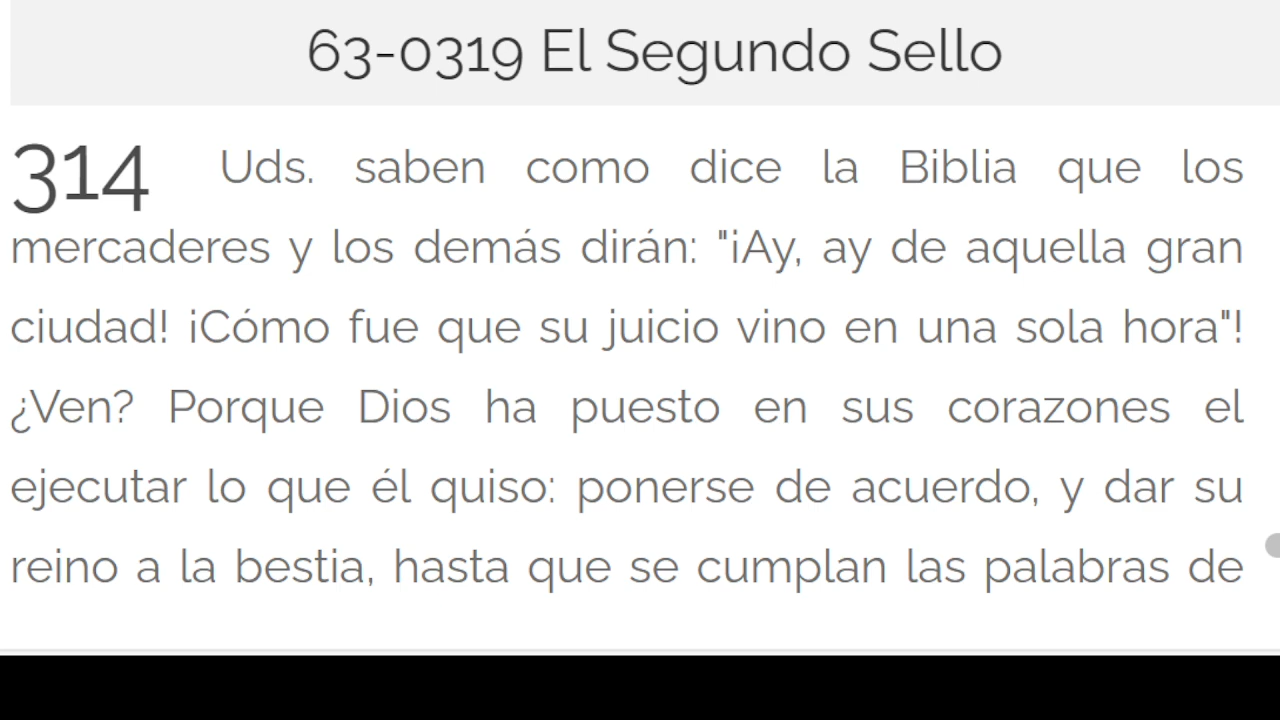 63-0319 El Segundo Sello
314 Uds. saben como dice la Biblia que los
mercaderes y los demás dirán: "¡Ay, ay de aquella gran
ciudad! ¡Cómo fue que su juicio vino en una sola hora"!
¿Ven? Porque Dios ha puesto en sus corazones el
ejecutar lo que él quiso: ponerse de acuerdo, y dar su
reino a la bestia, hasta que se cumplan las palabras de